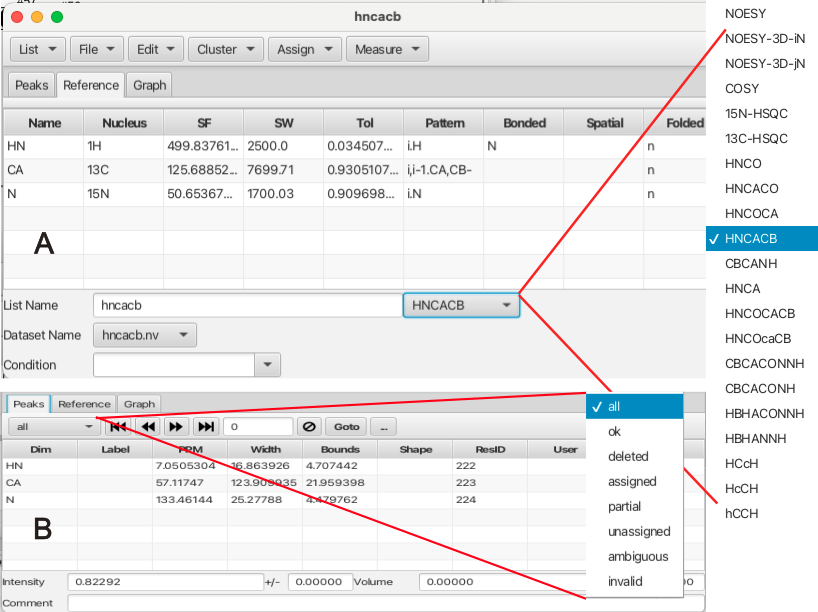 hncacb
List File Edit Cluster Assign Measure
Peaks Reference Graph
Name Nucleus SF SW Tol Pattern Bonded Spatial Folded
HN 1H 499.83761... 2500.0 0.034507... i.H N n
CA 13C 125.68852... 7699.71 0.9305107... i,i-1.CA,CB- n
N 15N 50.65367... 1700.03 0.909698... i.N n
A
List Name hncacb HNCACB
Dataset Name hncacb.nv
Condition
NOESY
NOESY-3D-iN
NOESY-3D-jN
COSY
15N-HSQC
13C-HSQC
HNCO
HNCACO
HNCOCA
✓ HNCACB
CBCANH
HNCA
HNCOCACB
HNCOcaCB
CBCACONNH
CBCACONH
HBHACONNH
HBHANNH
HCcH
HcCH
hCCH
Peaks Reference Graph
all 0 Goto ...
Dim Label PPM Width Bounds Shape ResID User
HN 7.0505304 16.863926 4.707442 222
CA 57.11747 123.909935 21.959398 223
N 133.46144 25.27788 4.479762 224
B
Intensity 0.82292 +/- 0.00000 Volume 0.00000 00
Comment
✓ all
ok
deleted
assigned
partial
unassigned
ambiguous
invalid